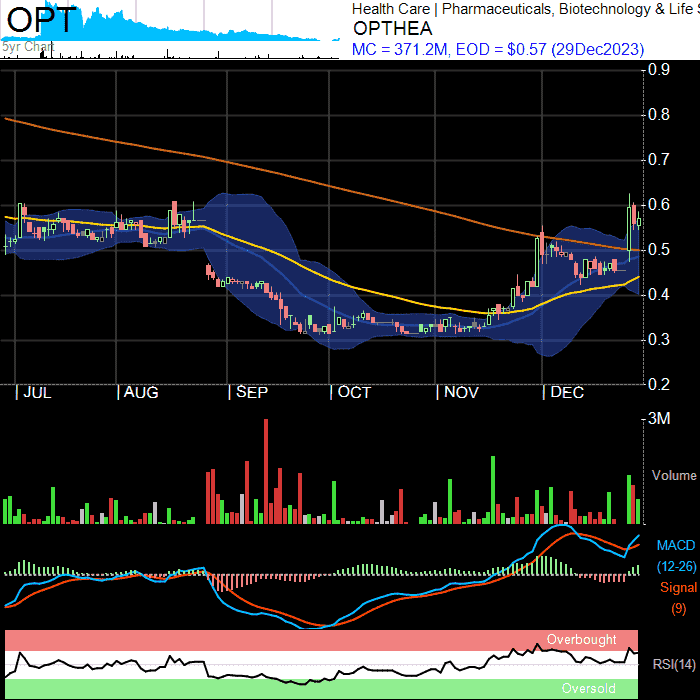 OPT
5yr Chart
Health Care | Pharmaceuticals, Biotechnology & Life S
OPTHEA
MC = 371.2M, EOD = $0.57 (29Dec2023)
0.9
0.8
0.7
0.6
0.5
0.4
0.3
0.2
JUL AUG SEP OCT NOV DEC
3M
Volume
MACD
(12-26)
Signal
(9)
Overbought
RSI(14)
Oversold